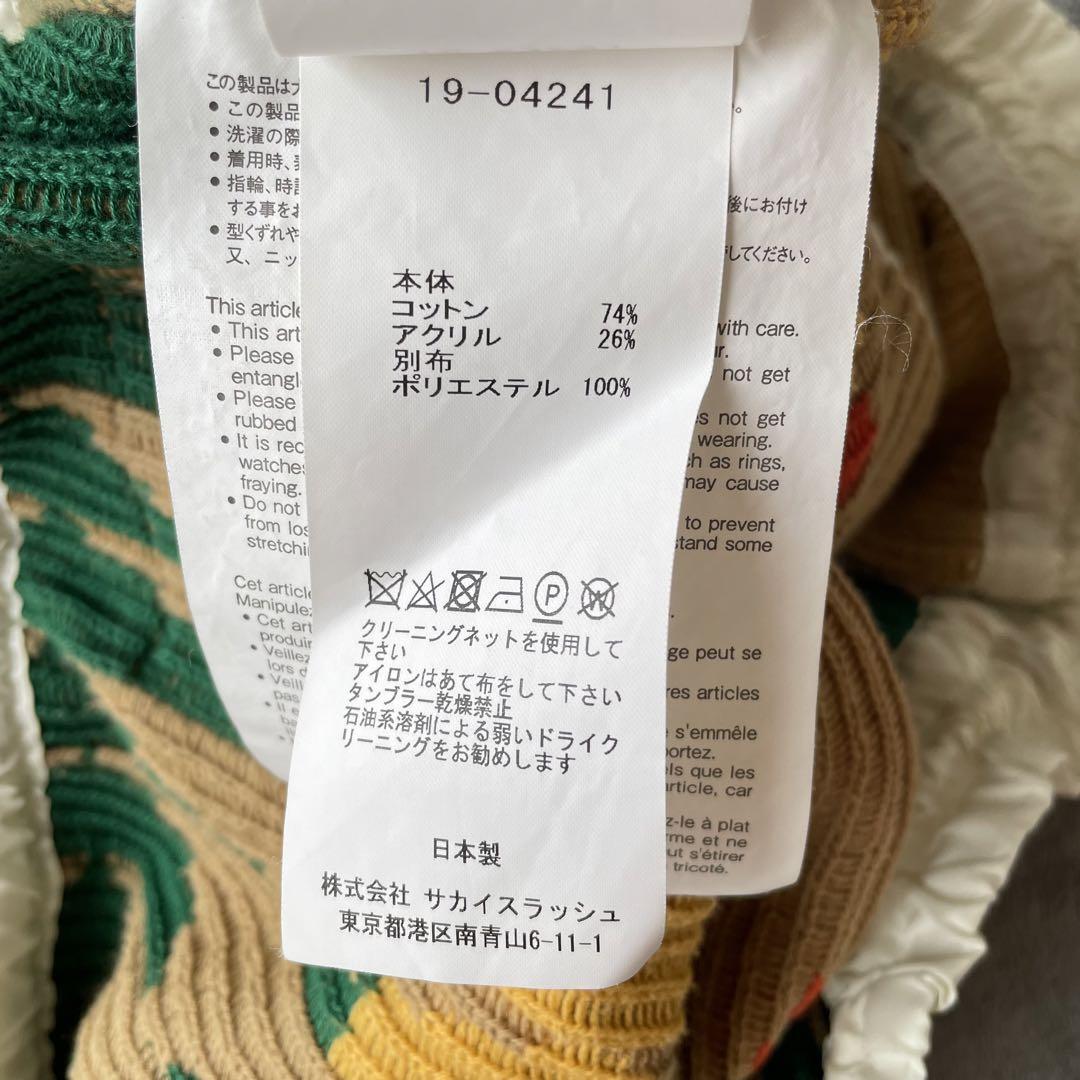 19-04241
本体
コットン 74%
アクリル 26%
別布
ポリエステル 100%
P
W
クリーニングネットを使用して
下さい
アイロンはあて布をして下さい
タンブラー乾燥禁止
石油系溶剤による弱いドライク
リーニングをお勧めします
日本製
株式会社 サカイスラッシュ
東京都港区南青山6-11-1
この製品は
• この製品
• 洗濯の際
• 着用時、
• 指輪、時
する事を
• 型くずれや
又、ニッ
This article
• This art
• Please
entangl
• Please
rubbed
• It is rec
watches
fraying.
• Do not
from los
stretchi
Cet articl
Manipulez
• Cet art
produi
• Veillez
lors d
• Veill
pas
• Il e
後にお付け
してください。
with care.
ur.
not get
es not get
wearing.
ch as rings,
may cause
to prevent
stand some
ge peut se
res articles
e s'emmêle
portez.
els que les
article, car
z-le à plat
rme et ne
ut s'étirer
tricoté.